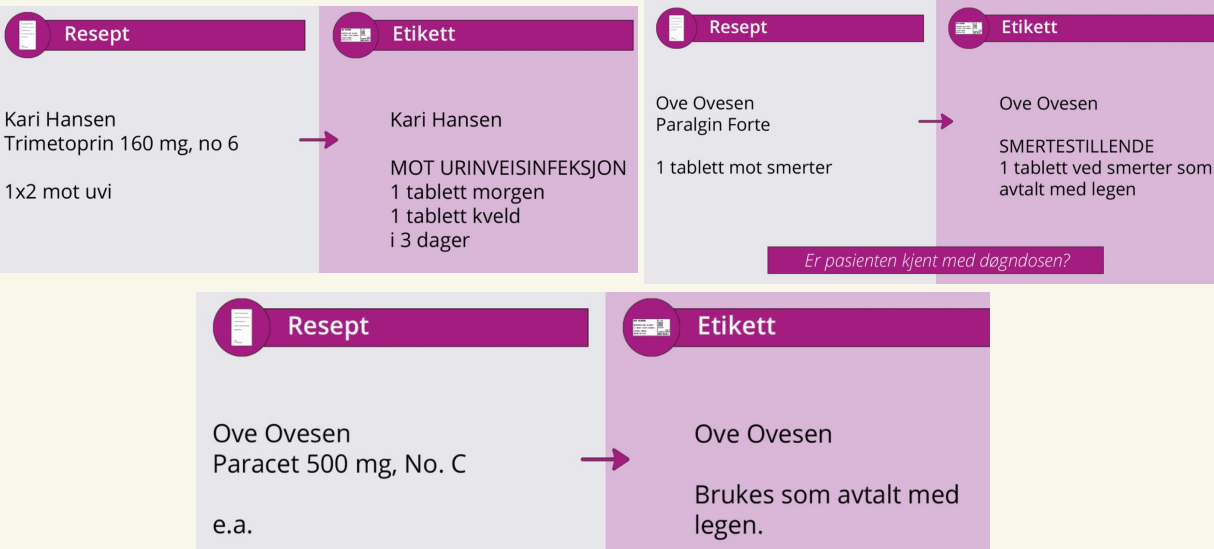 Resept
Etikett
Kari Hansen
Trimetoprin 160 mg, no 6
1x2 mot uvi
Kari Hansen
MOT URINVEISINFEKSJON
1 tablett morgen
1 tablett kveld
i 3 dager
Resept
Etikett
Ove Ovesen
Paralgin Forte
1 tablett mot smerter
Ove Ovesen
SMERTESTILLENDE
1 tablett ved smerter som
avtalt med legen
Er pasienten kjent med døgndosen?
Resept
Etikett
Ove Ovesen
Paracet 500 mg, No. C
e.a.
Ove Ovesen
Brukes som avtalt med
legen.